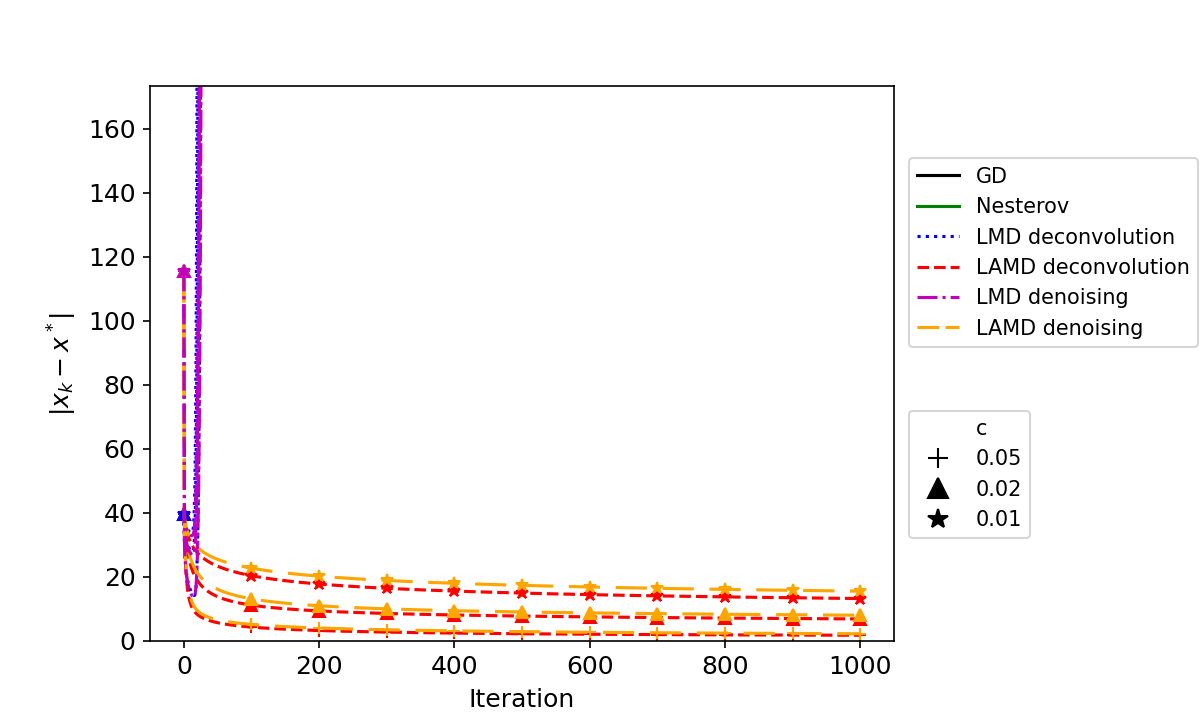 160
140
120
100
80
60
40
20
0
|x_k − x^*|
0 200 400 600 800 1000
Iteration
GD
Nesterov
LMD deconvolution
LAMD deconvolution
LMD denoising
LAMD denoising
c
0.05
0.02
0.01